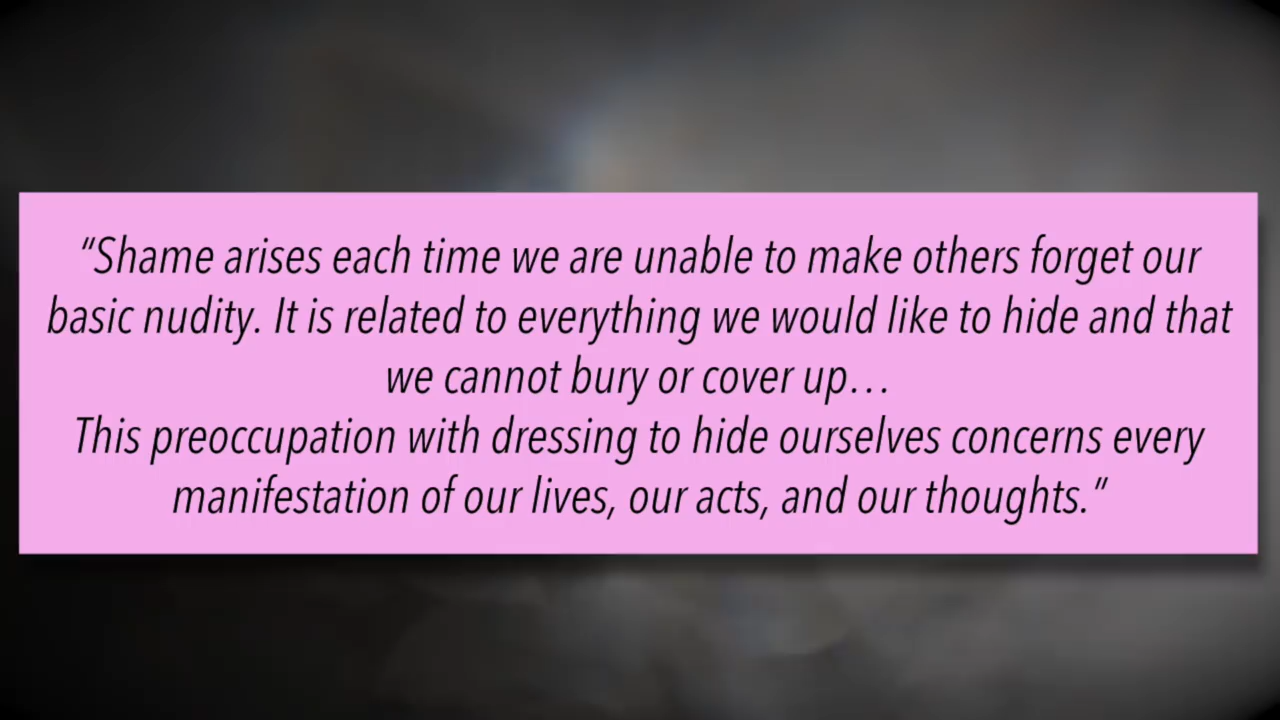 “Shame arises each time we are unable to make others forget our
basic nudity. It is related to everything we would like to hide and that
we cannot bury or cover up…
This preoccupation with dressing to hide ourselves concerns every
manifestation of our lives, our acts, and our thoughts.”